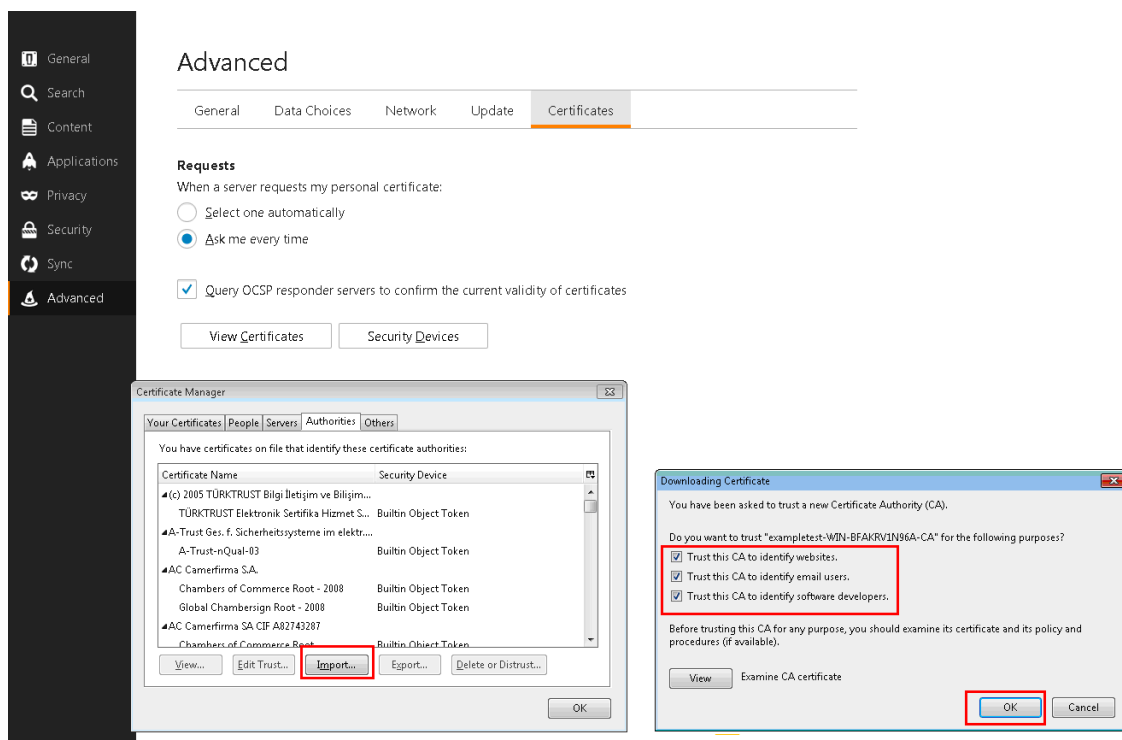 General
Search
Content
Applications
Privacy
Security
Sync
Advanced
Advanced
General Data Choices Network Update Certificates
Requests
When a server requests my personal certificate:
Select one automatically
Ask me every time
Query OCSP responder servers to confirm the current validity of certificates
View Certificates Security Devices
Certificate Manager
Your Certificates People Servers Authorities Others
You have certificates on file that identify these certificate authorities:
Certificate Name Security Device
(c) 2005 TÜRKTRUST Bilgi İletişim ve Bilişim...
TÜRKTRUST Elektronik Sertifika Hizmet S... Builtin Object Token
A-Trust Ges. f. Sicherheitssysteme im elektr....
A-Trust-nQual-03 Builtin Object Token
AC Camerfirma S.A.
Chambers of Commerce Root - 2008 Builtin Object Token
Global Chambersign Root - 2008 Builtin Object Token
AC Camerfirma SA CIF A82743287
Chambers of Commerce Root Builtin Object Token
View... Edit Trust... Import... Export... Delete or Distrust...
OK
Downloading Certificate
You have been asked to trust a new Certificate Authority (CA).
Do you want to trust "exampletest-WIN-BFAKRV1N96A-CA" for the following purposes?
Trust this CA to identify websites.
Trust this CA to identify email users.
Trust this CA to identify software developers.
Before trusting this CA for any purpose, you should examine its certificate and its policy and
procedures (if available).
View Examine CA certificate
OK Cancel